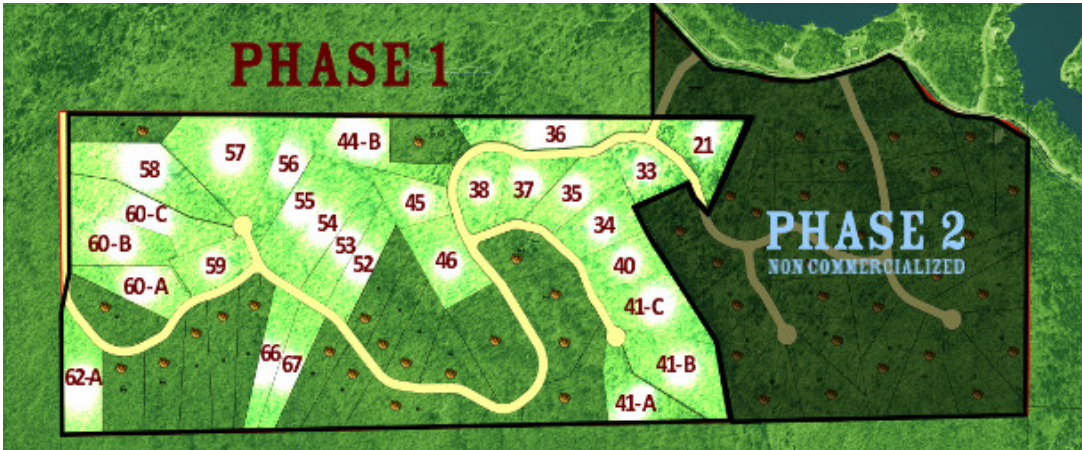 PHASE 1
36
44-B
21
57
56
58
33
38
37
35
45
55
60-C
54
34
60-B
53
46
59
52
40
60-A
41-C
PHASE 2
NON COMMERCIALIZED
66
67
41-B
62-A
41-A